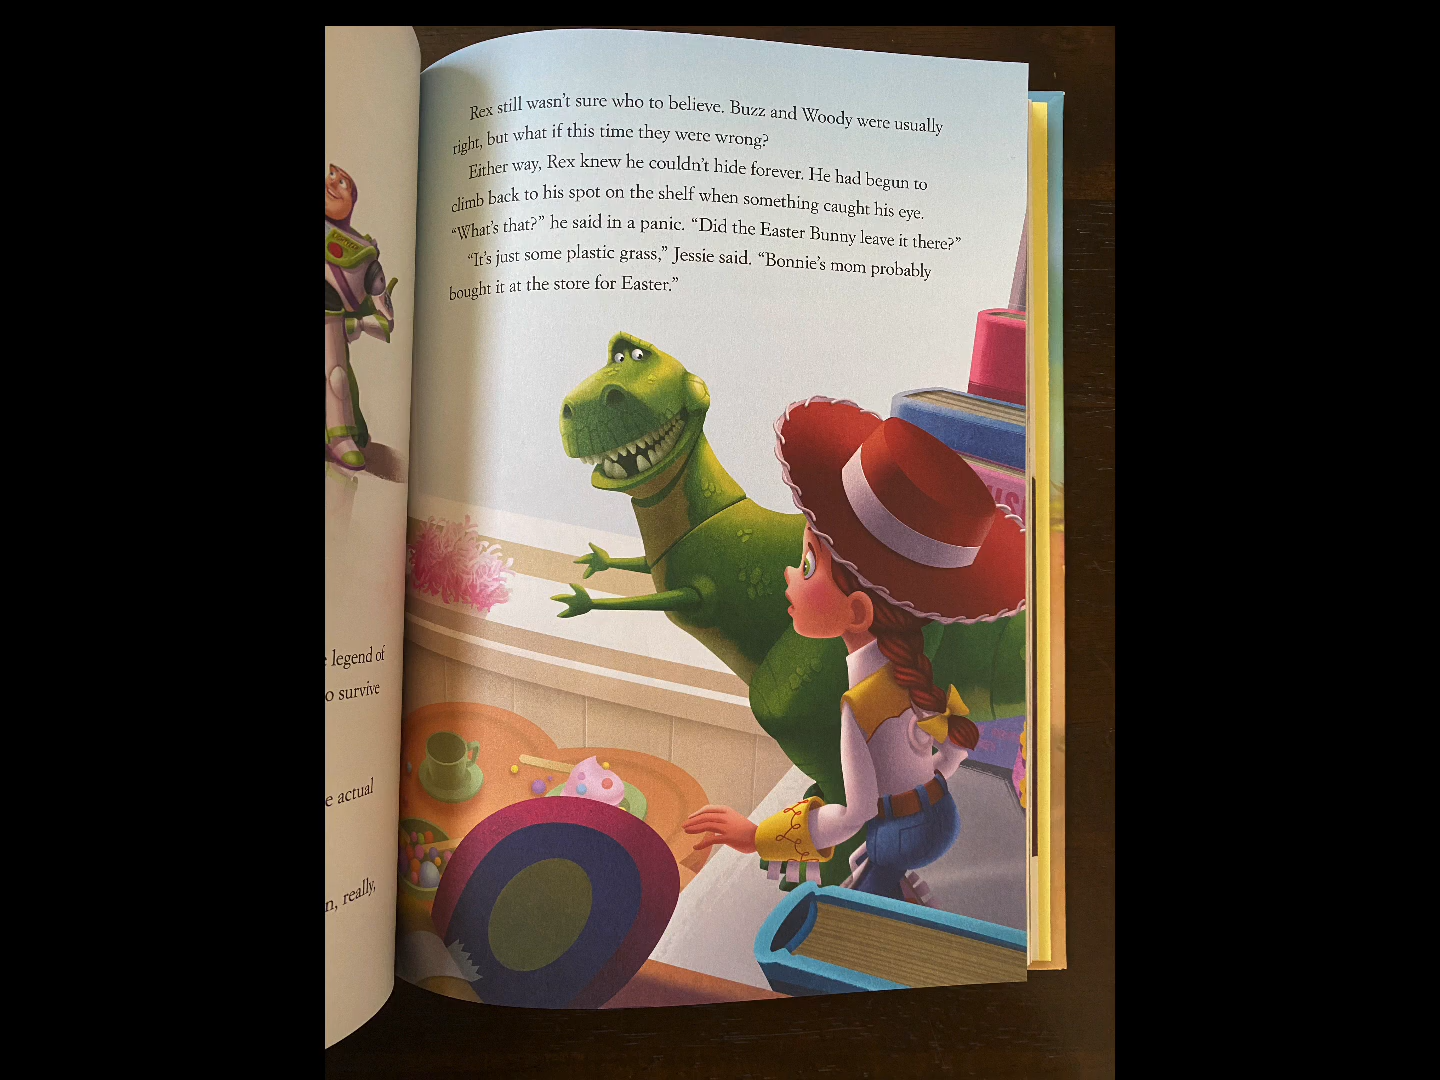 legend of
o survive
e actual
n, really,
Rex still wasn't sure who to believe. Buzz and Woody were usually
right, but what if this time they were wrong?
Either way, Rex knew he couldn't hide forever. He had begun to
climb back to his spot on the shelf when something caught his eye.
“What's that?” he said in a panic. “Did the Easter Bunny leave it there?”
“It's just some plastic grass,” Jessie said. “Bonnie's mom probably
bought it at the store for Easter.”